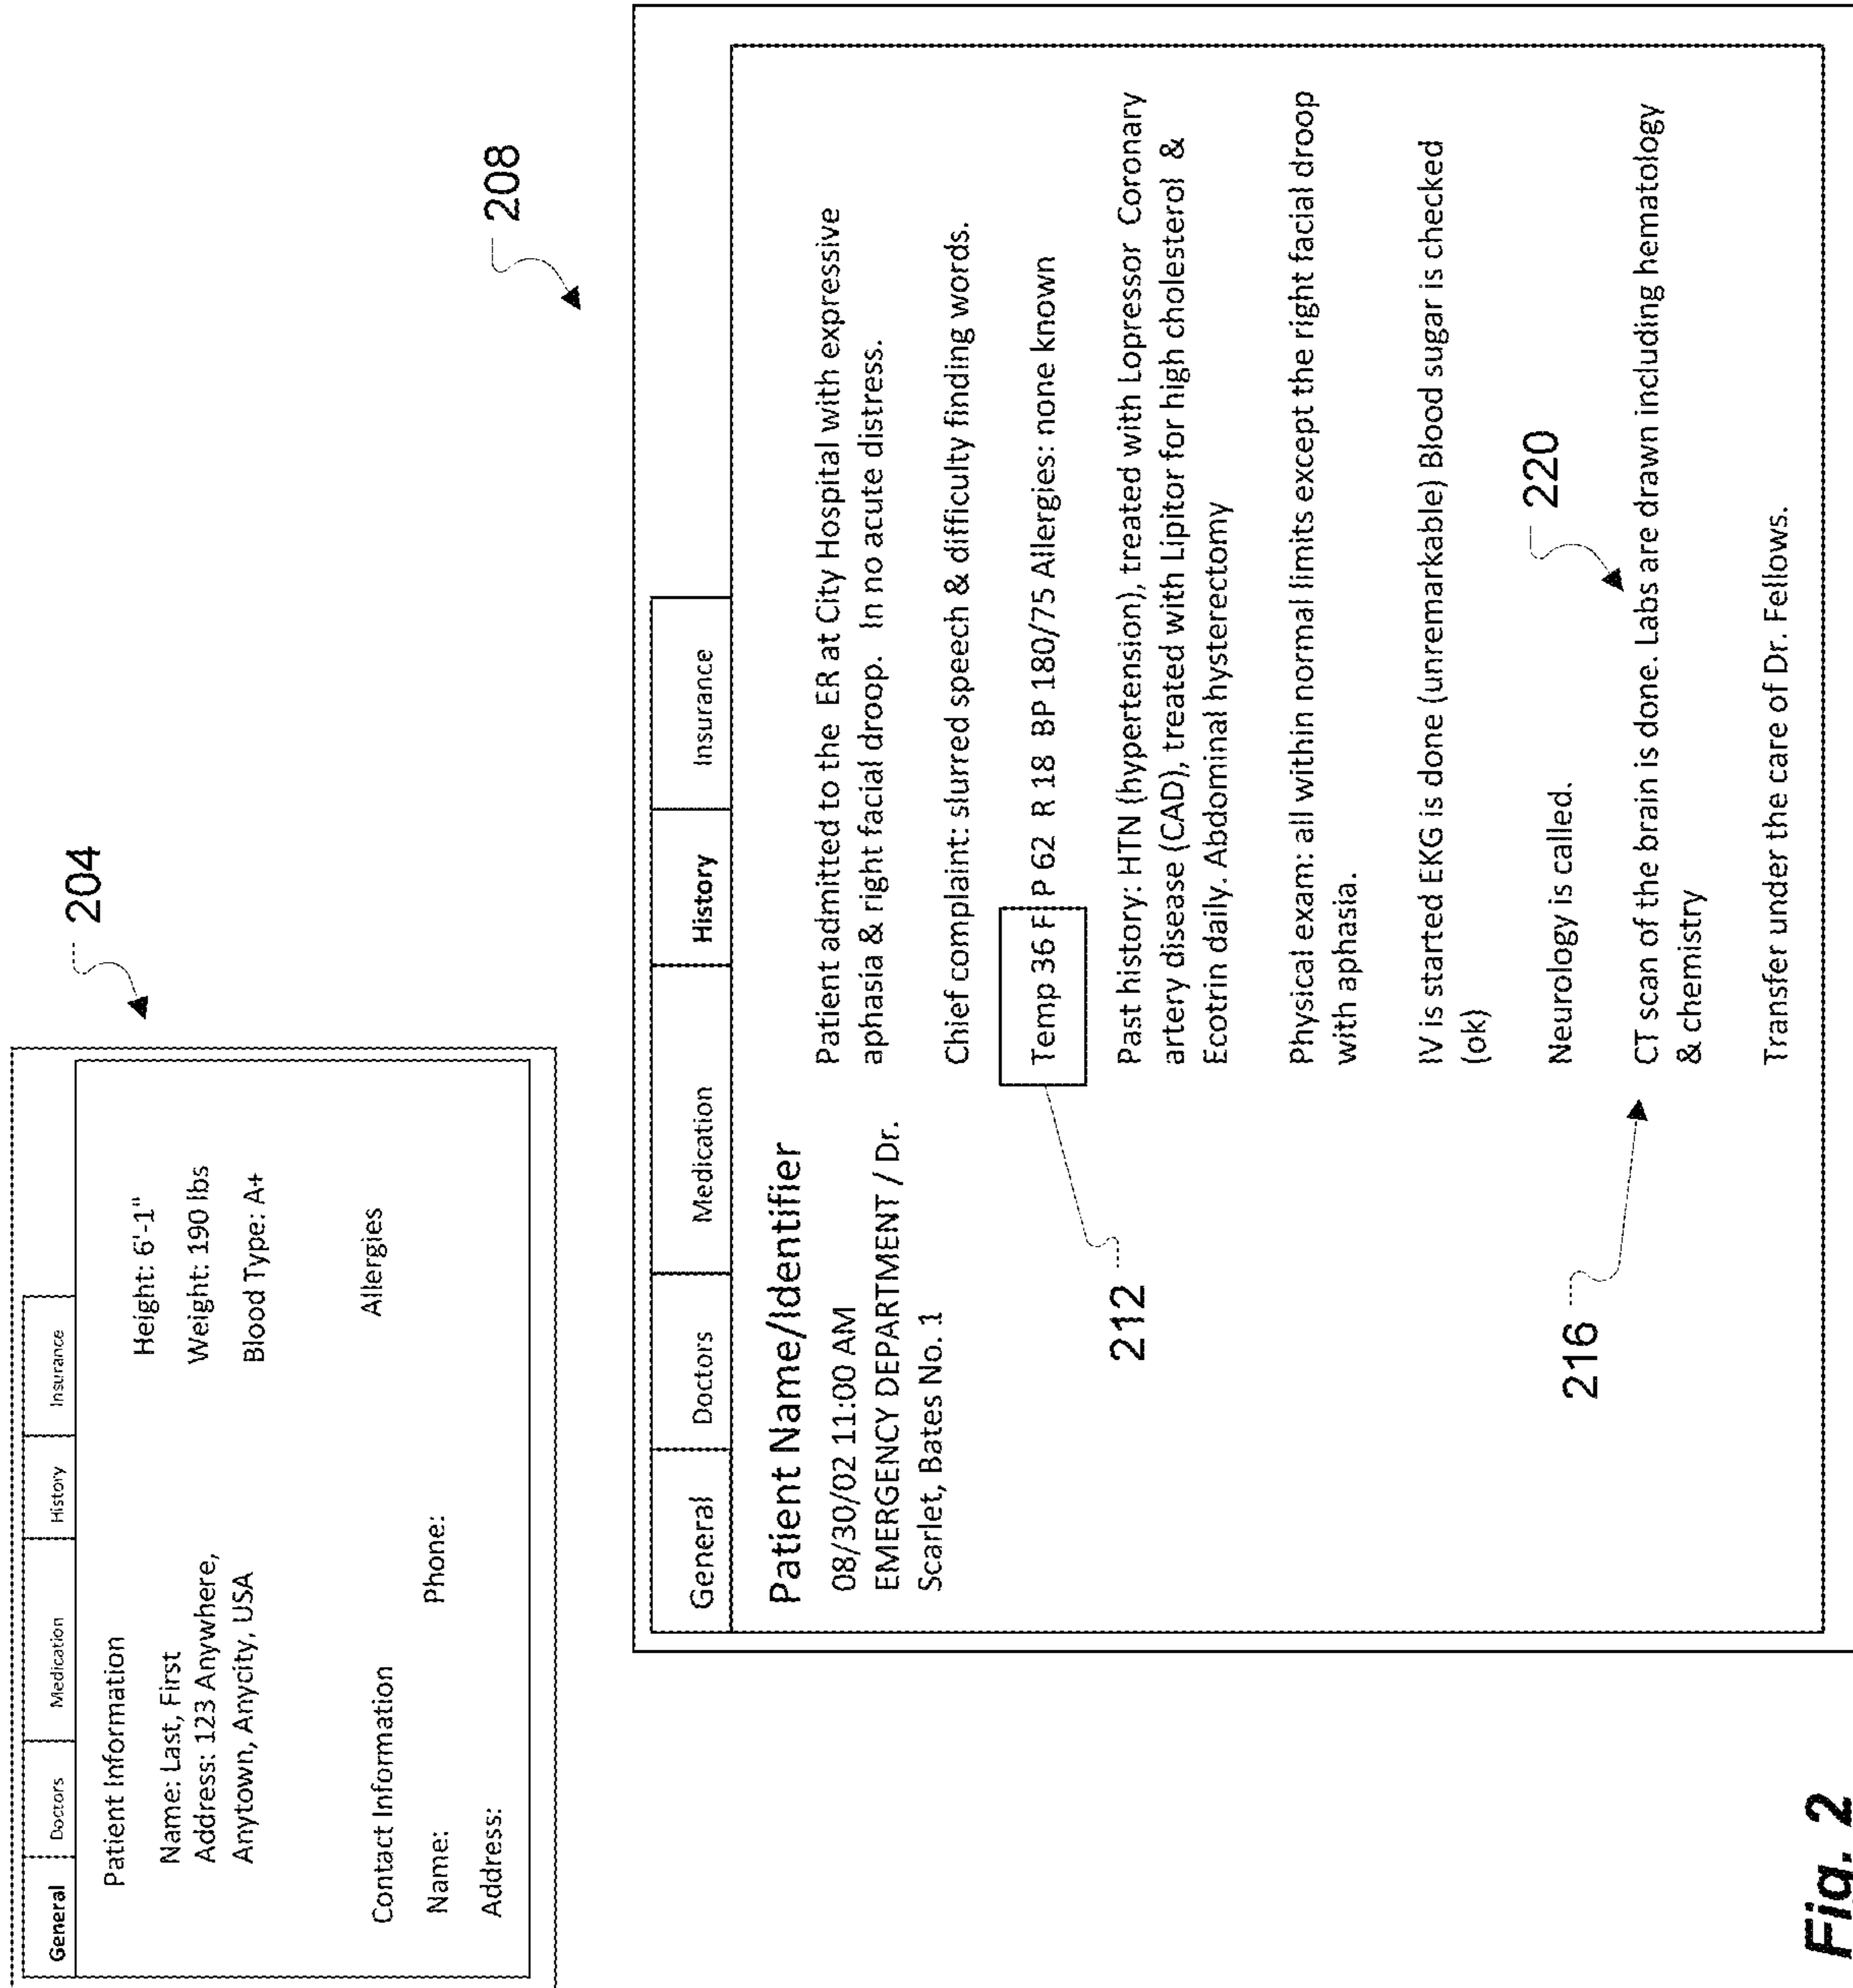 204
General Doctors Medication History Insurance
Patient Information
Name: Last, First
Address: 123 Anywhere,
Anytown, Anycity, USA
Height: 6'-1"
Weight: 190 lbs
Blood Type: A+
Contact Information
Allergies
Name:
Phone:
Address:
208
General Doctors Medication History Insurance
Patient Name/Identifier
08/30/02 11:00 AM
EMERGENCY DEPARTMENT / Dr.
Scarlet, Bates No. 1
Patient admitted to the ER at City Hospital with expressive
aphasia & right facial droop. In no acute distress.
Chief complaint: slurred speech & difficulty finding words.
212
Temp 36 F P 62 R 18 BP 180/75 Allergies: none known
Past history: HTN (hypertension), treated with Lopressor Coronary
artery disease (CAD), treated with Lipitor for high cholesterol &
Ecotrin daily. Abdominal hysterectomy
Physical exam: all within normal limits except the right facial droop
with aphasia.
IV is started EKG is done (unremarkable) Blood sugar is checked
(ok)
Neurology is called.
220
216
CT scan of the brain is done. Labs are drawn including hematology
& chemistry
Transfer under the care of Dr. Fellows.
Fig. 2